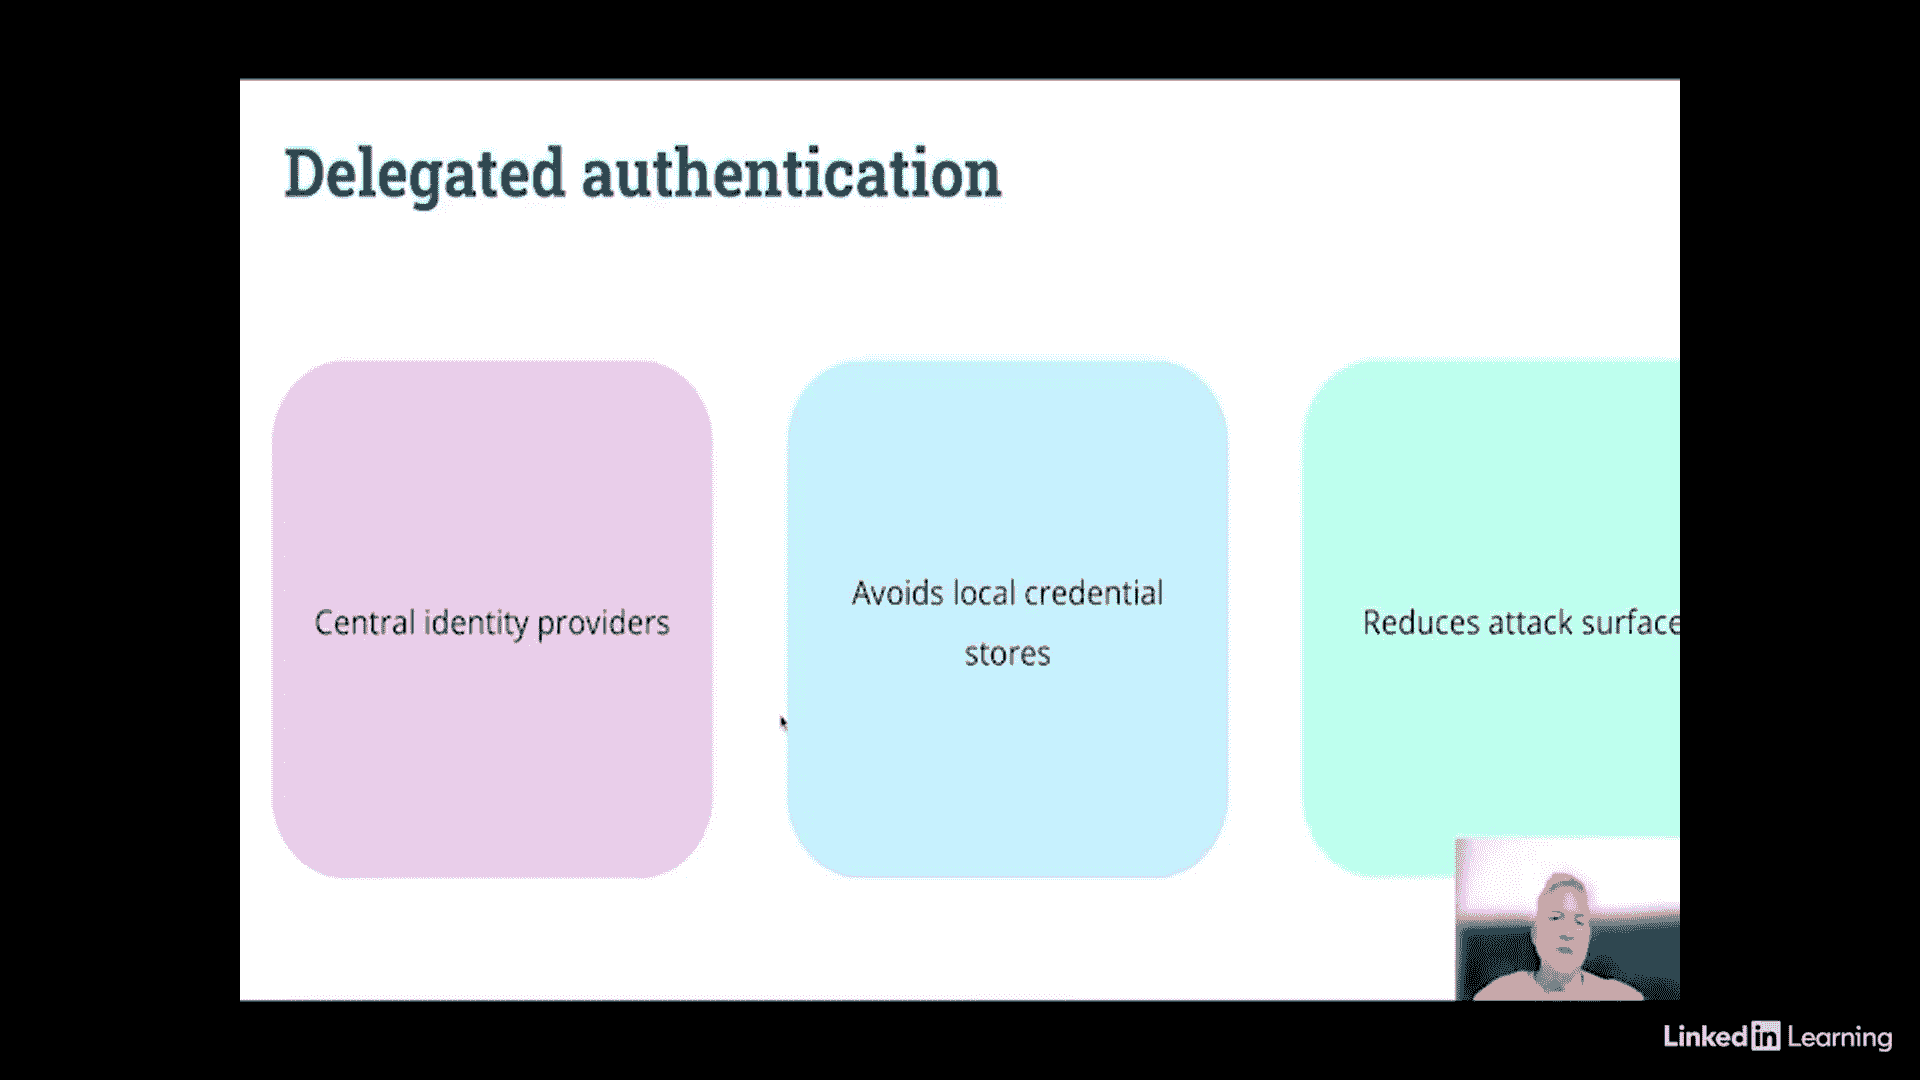 Delegated authentication
Central identity providers
Avoids local credential
stores
Reduces attack surface
LinkedIn Learning